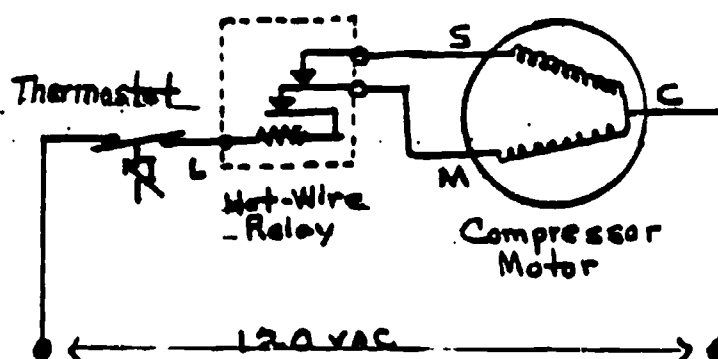 S
Thermostat
C
L
M
Hot-Wire
Relay
Compressor
Motor
120 VAC